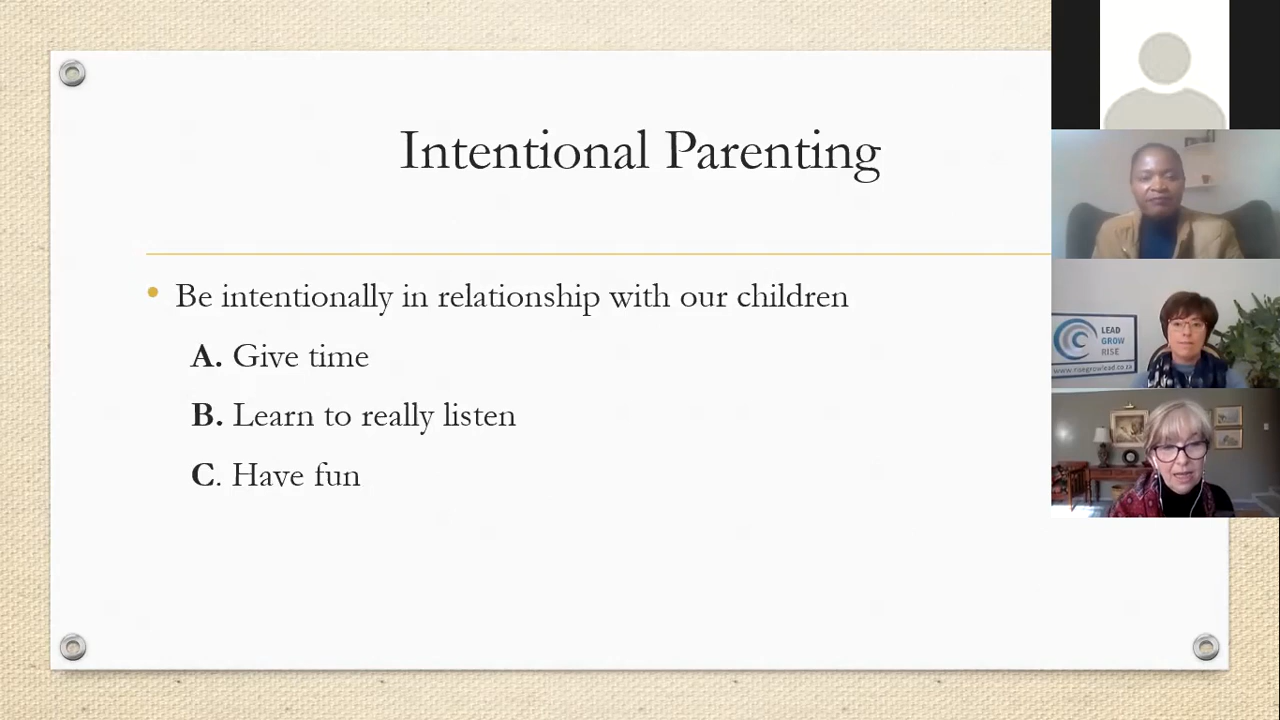 Intentional Parenting
• Be intentionally in relationship with our children
A. Give time
B. Learn to really listen
C. Have fun
LEAD
GROW
RISE
www.risegrowlead.co.za